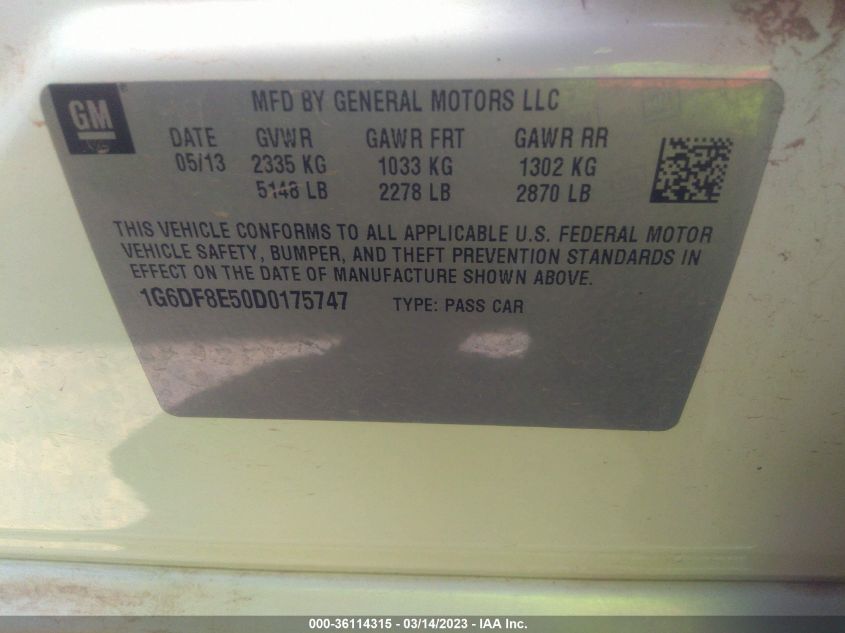 GM
MFD BY GENERAL MOTORS LLC
DATE GVWR GAWR FRT GAWR RR
05/13 2335 KG 1033 KG 1302 KG
5148 LB 2278 LB 2870 LB
THIS VEHICLE CONFORMS TO ALL APPLICABLE U.S. FEDERAL MOTOR
VEHICLE SAFETY, BUMPER, AND THEFT PREVENTION STANDARDS IN
EFFECT ON THE DATE OF MANUFACTURE SHOWN ABOVE.
1G6DF8E50D0175747 TYPE: PASS CAR
000-36114315 - 03/14/2023 - IAA Inc.